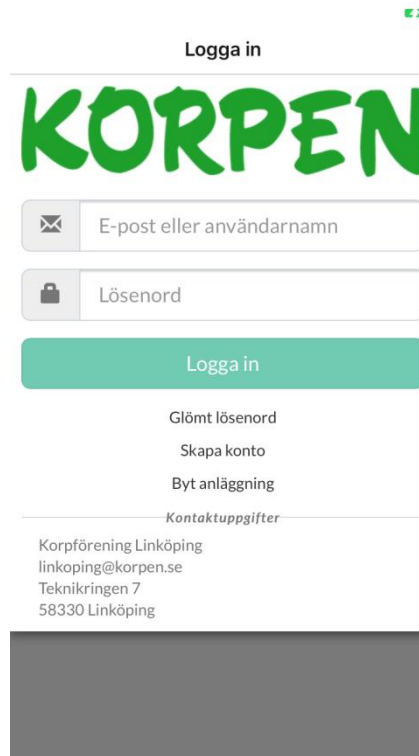 Logga in
KORPEN
E-post eller användarnamn
Lösenord
Logga in
Glömt lösenord
Skapa konto
Byt anläggning
Kontaktuppgifter
Korpförening Linköping
linkoping@korpen.se
Teknikringen 7
58330 Linköping